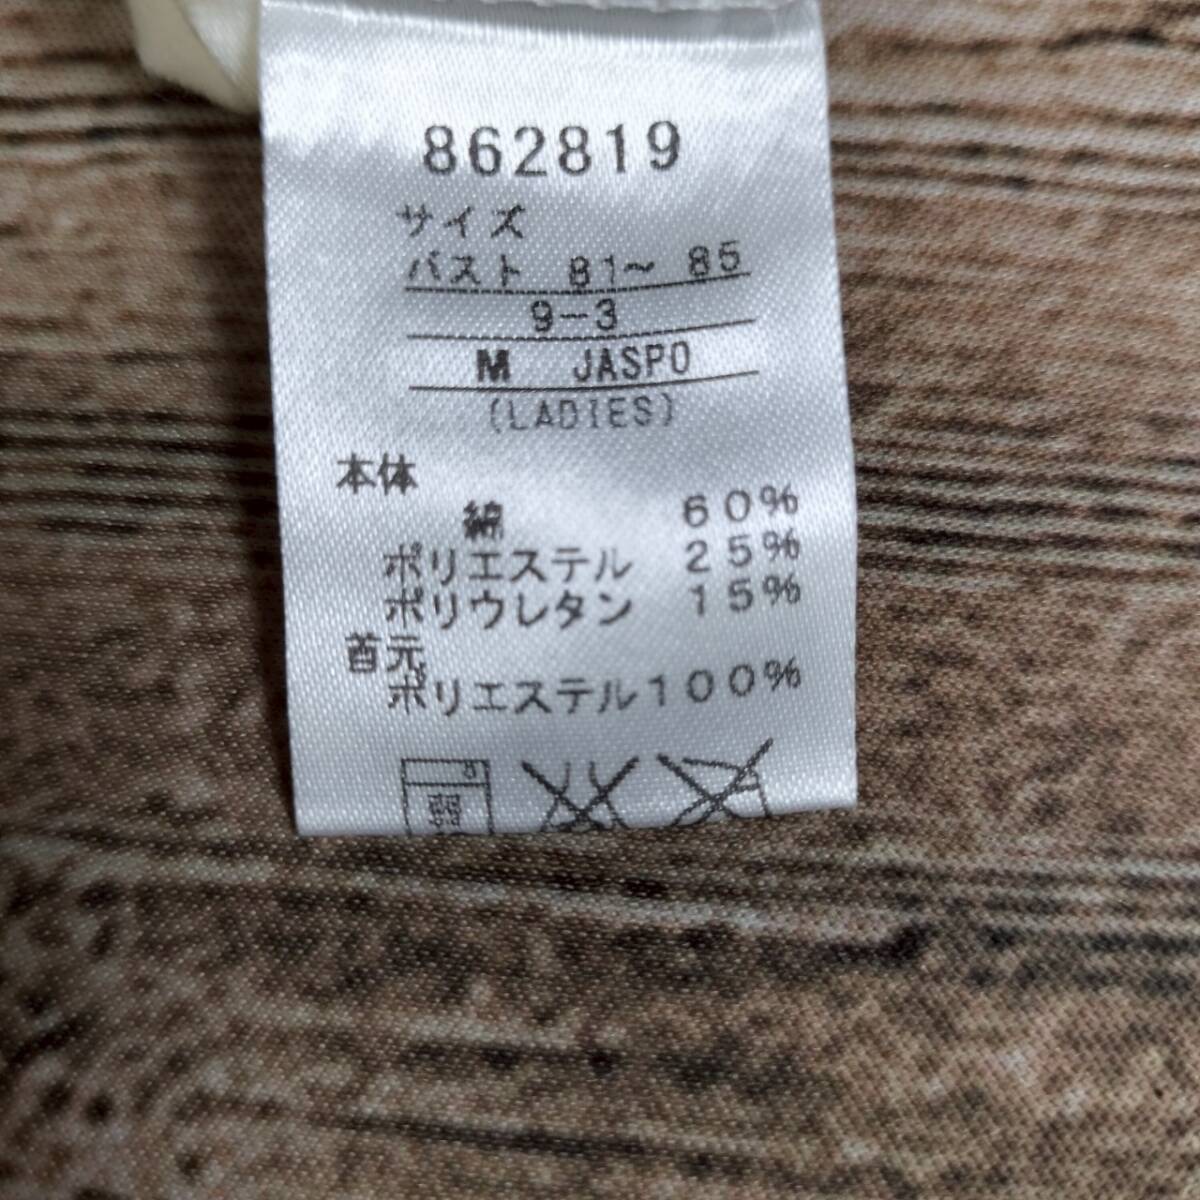 862819
サイズ
バスト 81～ 85
9-3
M JASPO
(LADIES)
本体
綿 60%
ポリエステル 25%
ポリウレタン 15%
首元
ポリエステル100%